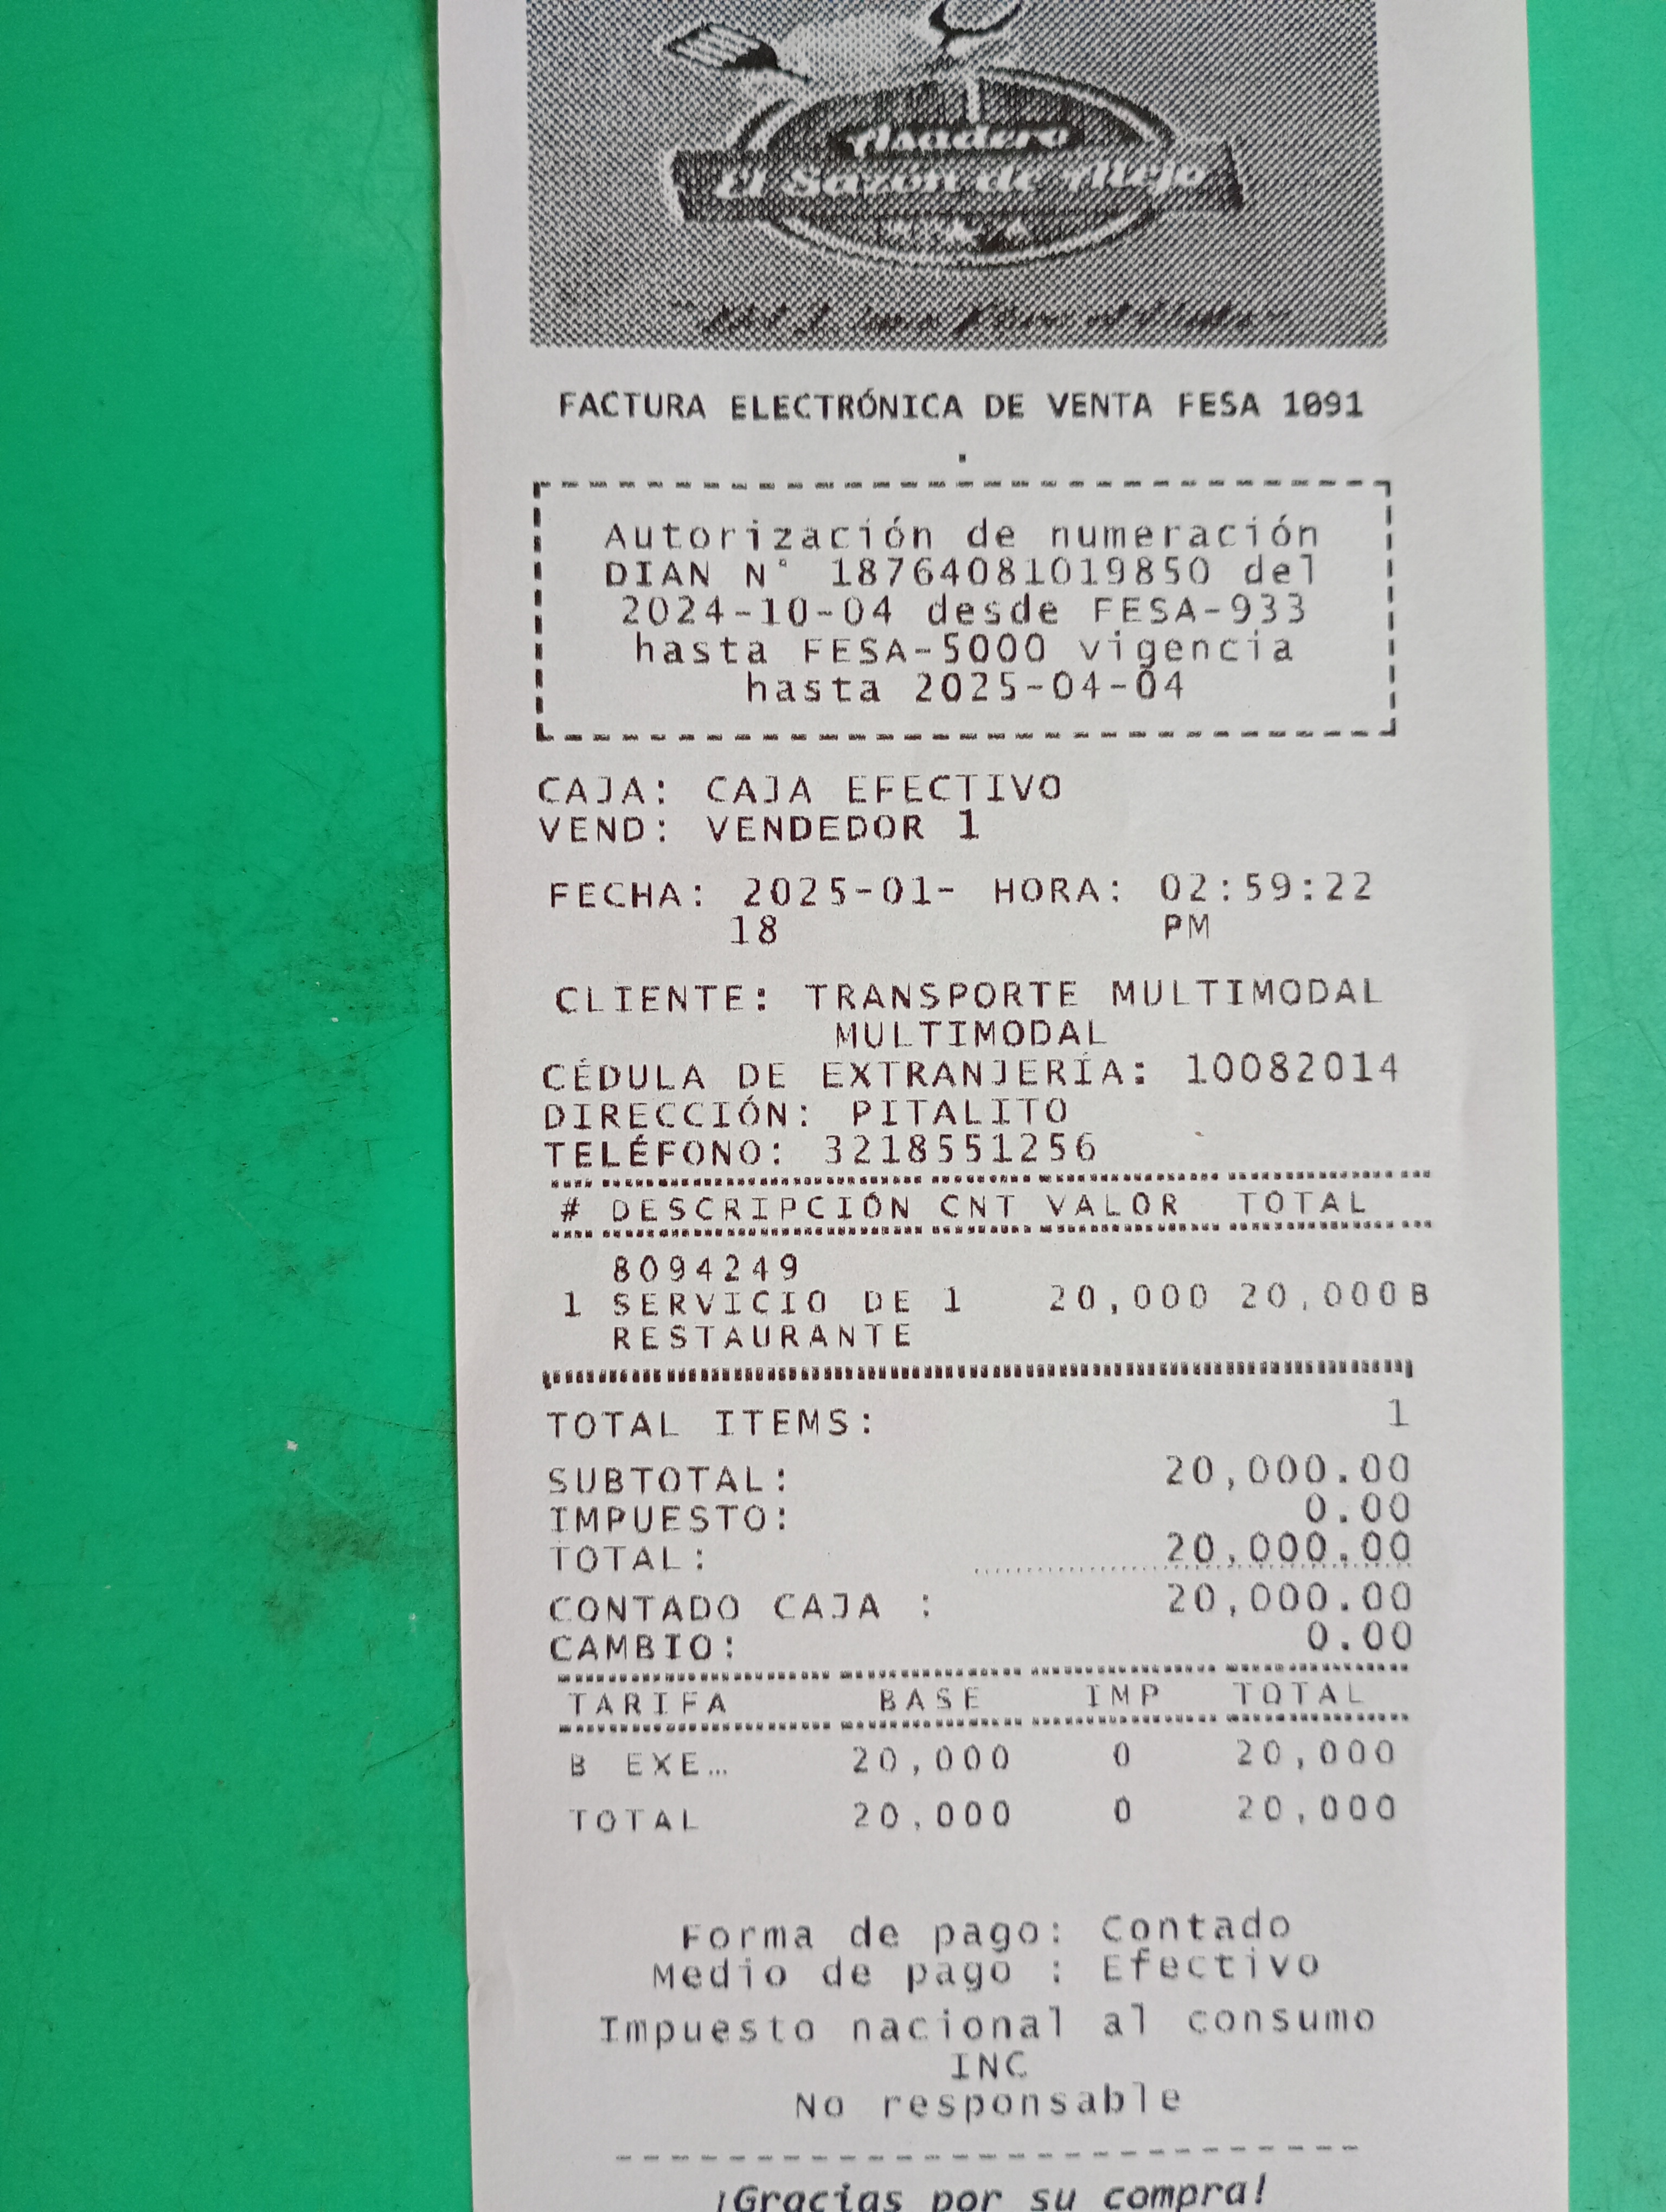 El Sazon de Alejo
FACTURA ELECTRÓNICA DE VENTA FESA 1091
.
Autorización de numeración
DIAN N° 18764081019850 del
2024-10-04 desde FESA-933
hasta FESA-5000 vigencia
hasta 2025-04-04
CAJA: CAJA EFECTIVO
VEND: VENDEDOR 1
FECHA: 2025-01- HORA: 02:59:22
18 PM
CLIENTE: TRANSPORTE MULTIMODAL
MULTIMODAL
CÉDULA DE EXTRANJERÍA: 10082014
DIRECCIÓN: PITALITO
TELÉFONO: 3218551256
# DESCRIPCIÓN CNT VALOR TOTAL
8094249
1 SERVICIO DE 1 20,000 20,000 B
RESTAURANTE
TOTAL ITEMS: 1
SUBTOTAL: 20,000.00
IMPUESTO: 0.00
TOTAL: 20,000.00
CONTADO CAJA : 20,000.00
CAMBIO: 0.00
TARIFA BASE IMP TOTAL
B EXE… 20,000 0 20,000
TOTAL 20,000 0 20,000
Forma de pago: Contado
Medio de pago : Efectivo
Impuesto nacional al consumo
INC
No responsable
¡Gracias por su compra!